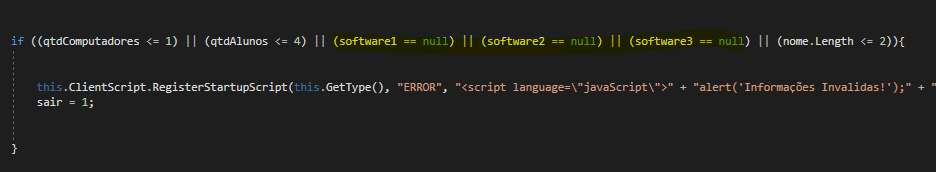 if ((qtdComputadores <= 1) || (qtdAlunos <= 4) || (software1 == null) || (software2 == null) || (software3 == null) || (nome.Length <= 2)){
this.ClientScript.RegisterStartupScript(this.GetType(), "ERROR", "<script language=\"javaScript\">" + "alert('Informações Invalidas!');" + "
sair = 1;
}